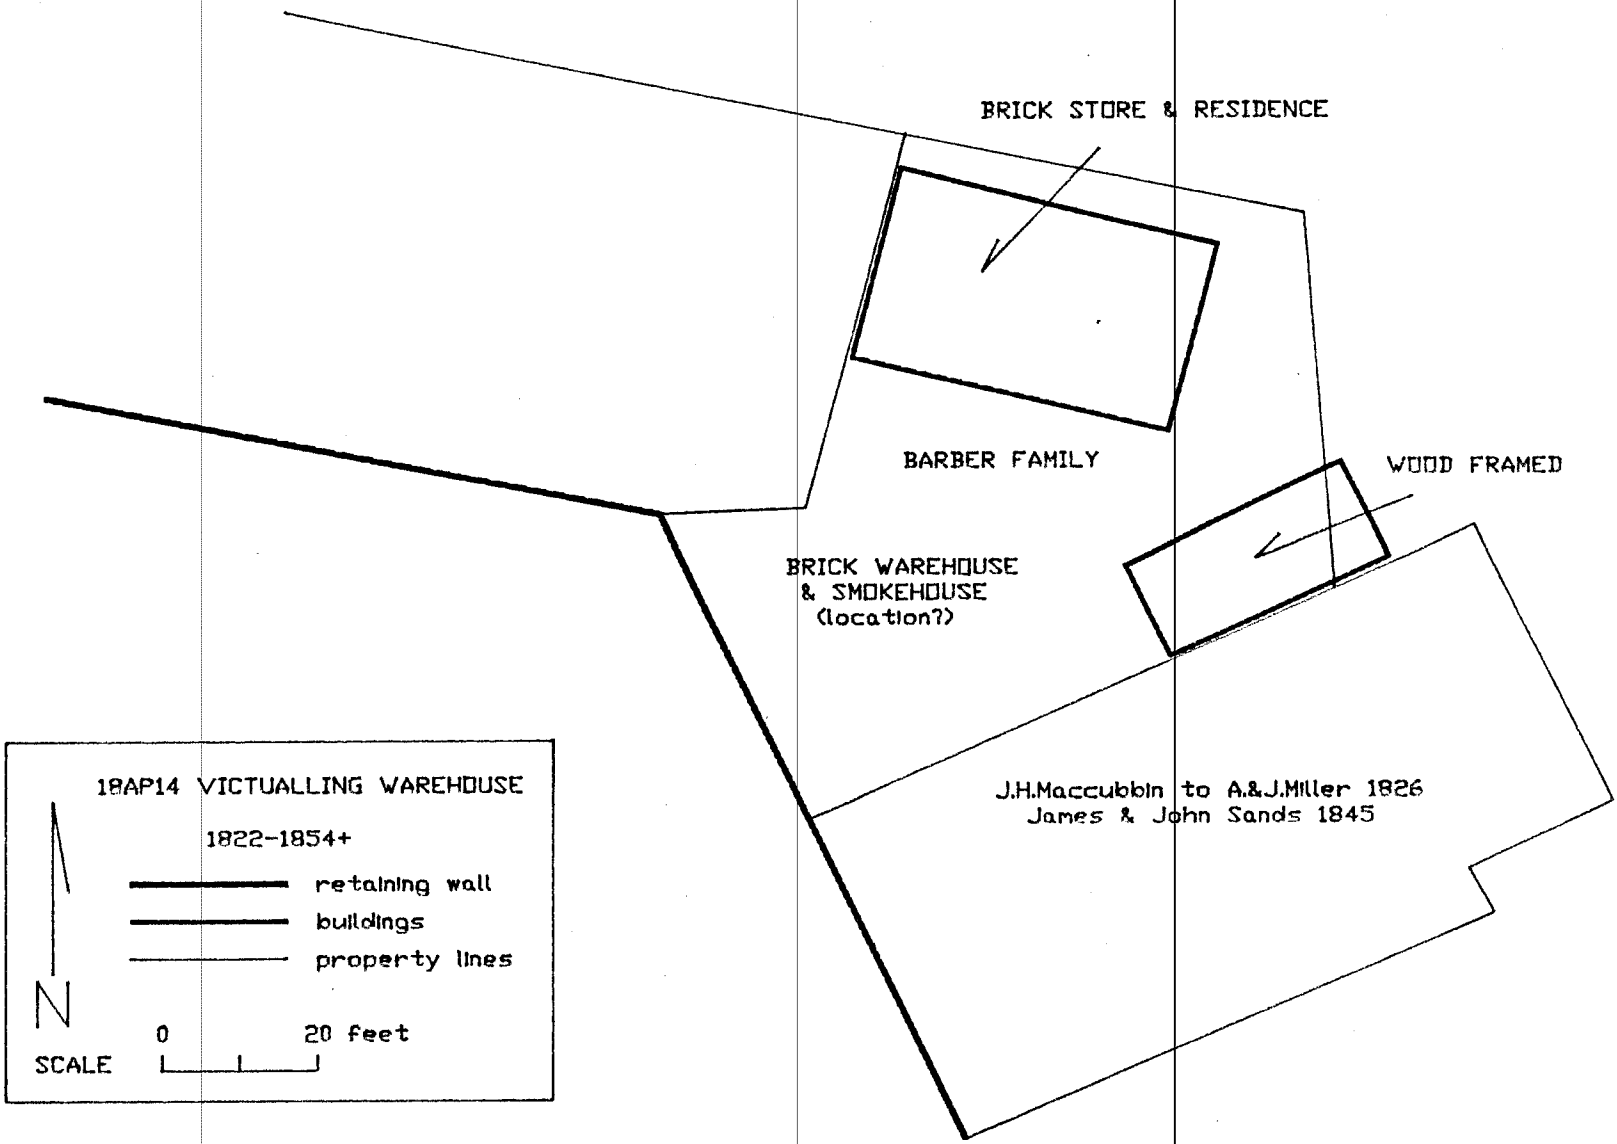 BRICK STORE & RESIDENCE
BARBER FAMILY
WOOD FRAMED
BRICK WAREHOUSE
& SMOKEHOUSE
(location?)
J.H.Maccubbin to A.&J.Miller 1826
James & John Sands 1845
18AP14 VICTUALLING WAREHOUSE
1822-1854+
retaining wall
buildings
property lines
N
0 20 feet
SCALE